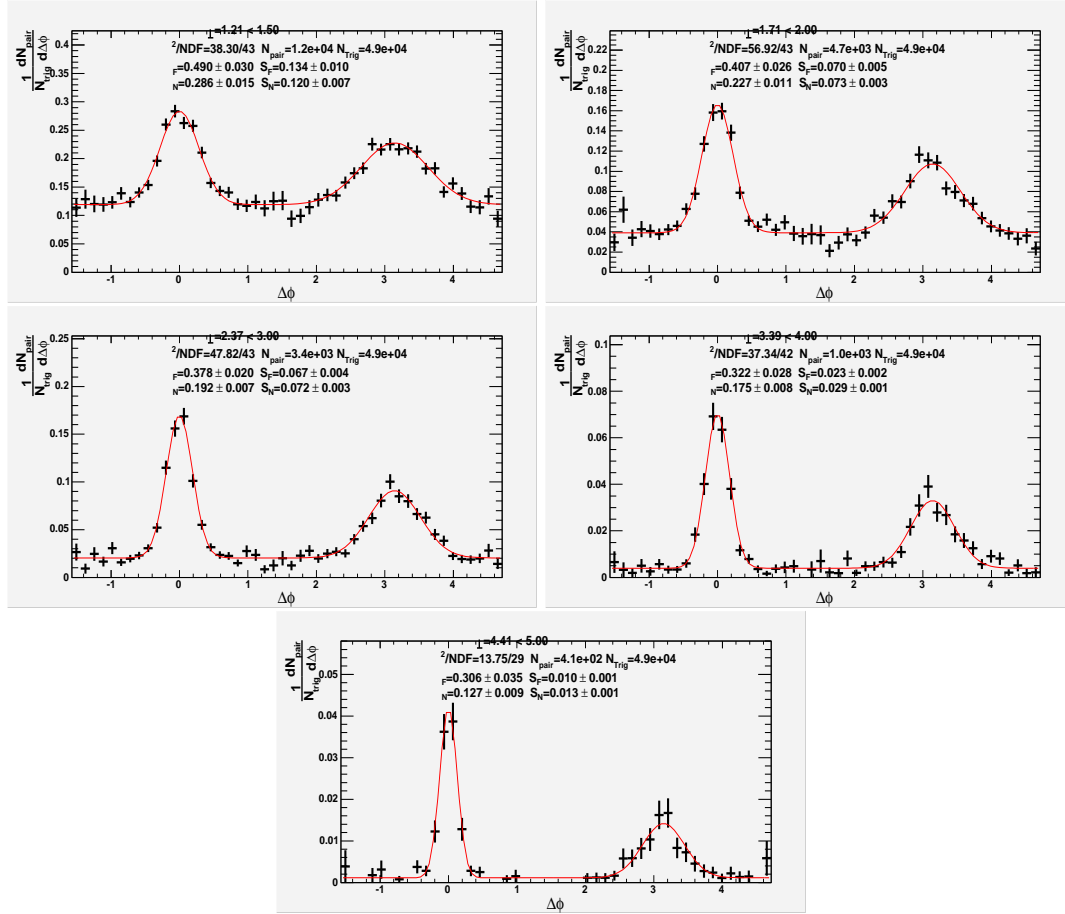 ⊥=1.21 < 1.50
²/NDF=38.30/43 N_pair=1.2e+04 N_Trig=4.9e+04
F=0.490 ± 0.030 S_F=0.134 ± 0.010
N=0.286 ± 0.015 S_N=0.120 ± 0.007
1 dN_pair
N_trig d∆ϕ
0.4
0.35
0.3
0.25
0.2
0.15
0.1
0.05
0
-1 0 1 2 3 4
∆ϕ
⊥=1.71 < 2.00
²/NDF=56.92/43 N_pair=4.7e+03 N_Trig=4.9e+04
F=0.407 ± 0.026 S_F=0.070 ± 0.005
N=0.227 ± 0.011 S_N=0.073 ± 0.003
1 dN_pair
N_trig d∆ϕ
0.22
0.2
0.18
0.16
0.14
0.12
0.1
0.08
0.06
0.04
0.02
0
-1 0 1 2 3 4
∆ϕ
⊥=2.37 < 3.00
²/NDF=47.82/43 N_pair=3.4e+03 N_Trig=4.9e+04
F=0.378 ± 0.020 S_F=0.067 ± 0.004
N=0.192 ± 0.007 S_N=0.072 ± 0.003
1 dN_pair
N_trig d∆ϕ
0.25
0.2
0.15
0.1
0.05
0
-1 0 1 2 3 4
∆ϕ
⊥=3.39 < 4.00
²/NDF=37.34/42 N_pair=1.0e+03 N_Trig=4.9e+04
F=0.322 ± 0.028 S_F=0.023 ± 0.002
N=0.175 ± 0.008 S_N=0.029 ± 0.001
1 dN_pair
N_trig d∆ϕ
0.1
0.08
0.06
0.04
0.02
0
-1 0 1 2 3 4
∆ϕ
⊥=4.41 < 5.00
²/NDF=13.75/29 N_pair=4.1e+02 N_Trig=4.9e+04
F=0.306 ± 0.035 S_F=0.010 ± 0.001
N=0.127 ± 0.009 S_N=0.013 ± 0.001
1 dN_pair
N_trig d∆ϕ
0.05
0.04
0.03
0.02
0.01
0
-1 0 1 2 3 4
∆ϕ